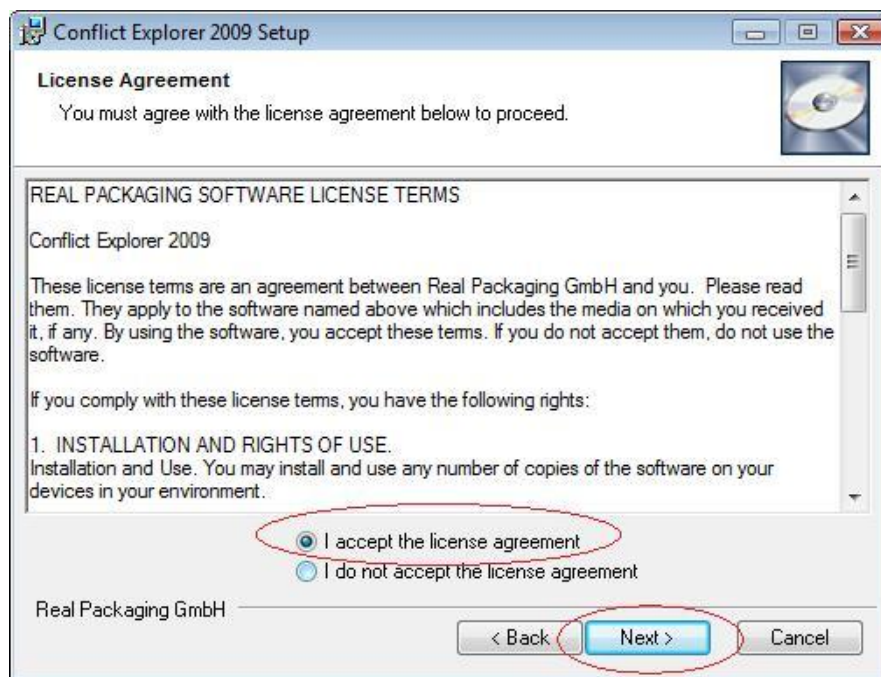 Conflict Explorer 2009 Setup
License Agreement
You must agree with the license agreement below to proceed.
REAL PACKAGING SOFTWARE LICENSE TERMS
Conflict Explorer 2009
These license terms are an agreement between Real Packaging GmbH and you.  Please read
them. They apply to the software named above which includes the media on which you received
it, if any. By using the software, you accept these terms. If you do not accept them, do not use the
software.
If you comply with these license terms, you have the following rights:
1.  INSTALLATION AND RIGHTS OF USE.
Installation and Use. You may install and use any number of copies of the software on your
devices in your environment.
I accept the license agreement
I do not accept the license agreement
Real Packaging GmbH
< Back Next > Cancel